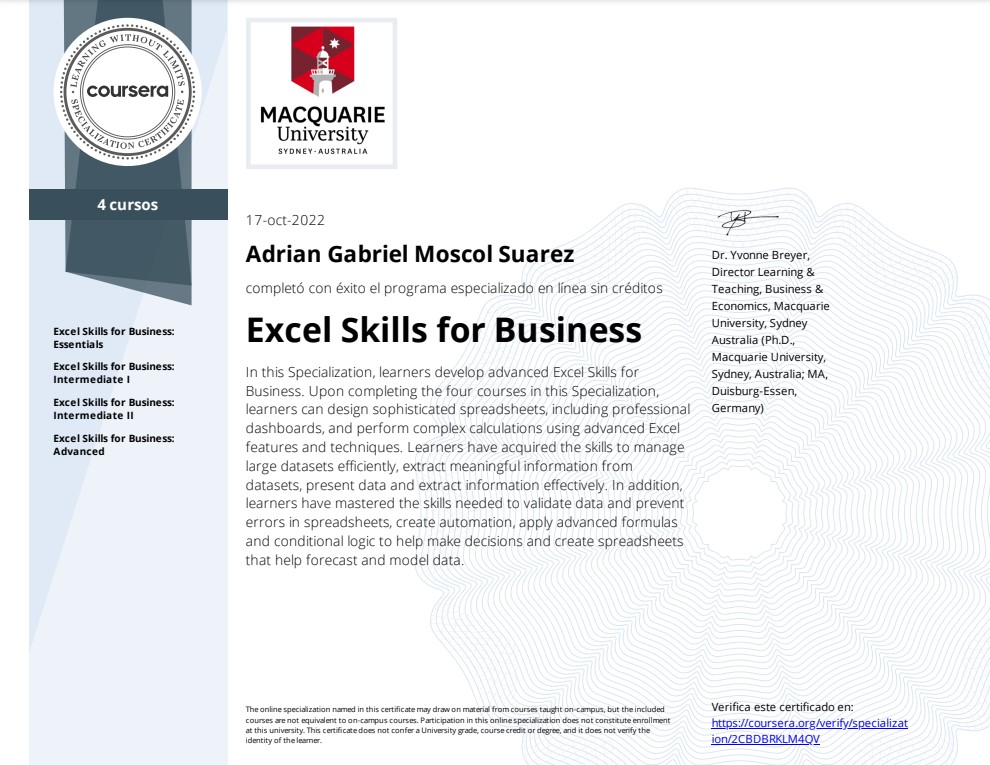 LEARNING WITHOUT LIMITS
coursera
SPECIALIZATION CERTIFICATE
MACQUARIE
University
SYDNEY·AUSTRALIA
4 cursos
Excel Skills for Business:
Essentials
Excel Skills for Business:
Intermediate I
Excel Skills for Business:
Intermediate II
Excel Skills for Business:
Advanced
17-oct-2022
Adrian Gabriel Moscol Suarez
completó con éxito el programa especializado en línea sin créditos
Excel Skills for Business
In this Specialization, learners develop advanced Excel Skills for
Business. Upon completing the four courses in this Specialization,
learners can design sophisticated spreadsheets, including professional
dashboards, and perform complex calculations using advanced Excel
features and techniques. Learners have acquired the skills to manage
large datasets efficiently, extract meaningful information from
datasets, present data and extract information effectively. In addition,
learners have mastered the skills needed to validate data and prevent
errors in spreadsheets, create automation, apply advanced formulas
and conditional logic to help make decisions and create spreadsheets
that help forecast and model data.
Dr. Yvonne Breyer,
Director Learning &
Teaching, Business &
Economics, Macquarie
University, Sydney
Australia (Ph.D.,
Macquarie University,
Sydney, Australia; MA,
Duisburg-Essen,
Germany)
The online specialization named in this certificate may draw on material from courses taught on-campus, but the included
courses are not equivalent to on-campus courses. Participation in this online specialization does not constitute enrollment
at this university. This certificate does not confer a University grade, course credit or degree, and it does not verify the
identity of the learner.
Verifica este certificado en:
https://coursera.org/verify/specializat
ion/2CBDBRKLM4QV